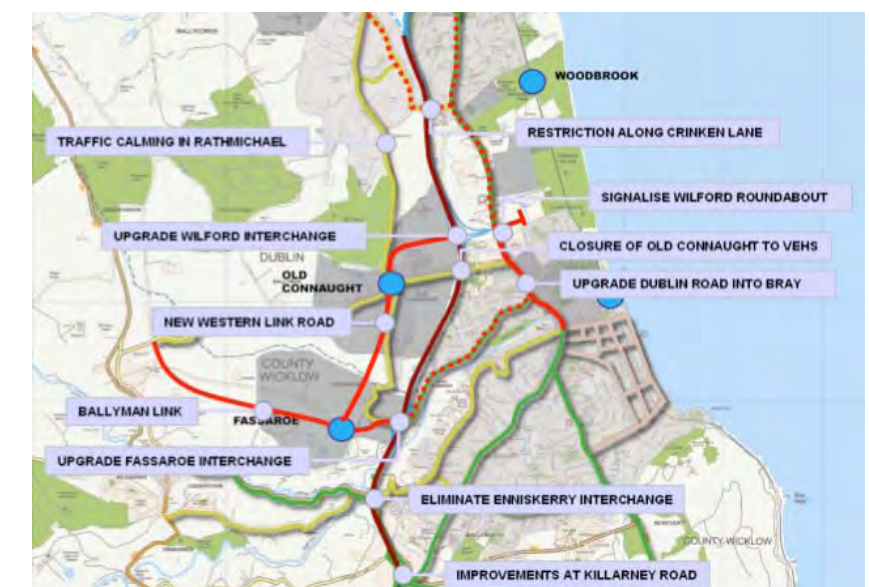 WOODBROOK
RESTRICTION ALONG CRINKEN LANE
TRAFFIC CALMING IN RATHMICHAEL
SIGNALISE WILFORD ROUNDABOUT
UPGRADE WILFORD INTERCHANGE
CLOSURE OF OLD CONNAUGHT TO VEHS
DUBLIN
OLD
CONNAUGHT
UPGRADE DUBLIN ROAD INTO BRAY
NEW WESTERN LINK ROAD
COUNTY
WICKLOW
BALLYMAN LINK
FASSAROE
UPGRADE FASSAROE INTERCHANGE
ELIMINATE ENNISKERRY INTERCHANGE
COUNTY WICKLOW
IMPROVEMENTS AT KILLARNEY ROAD